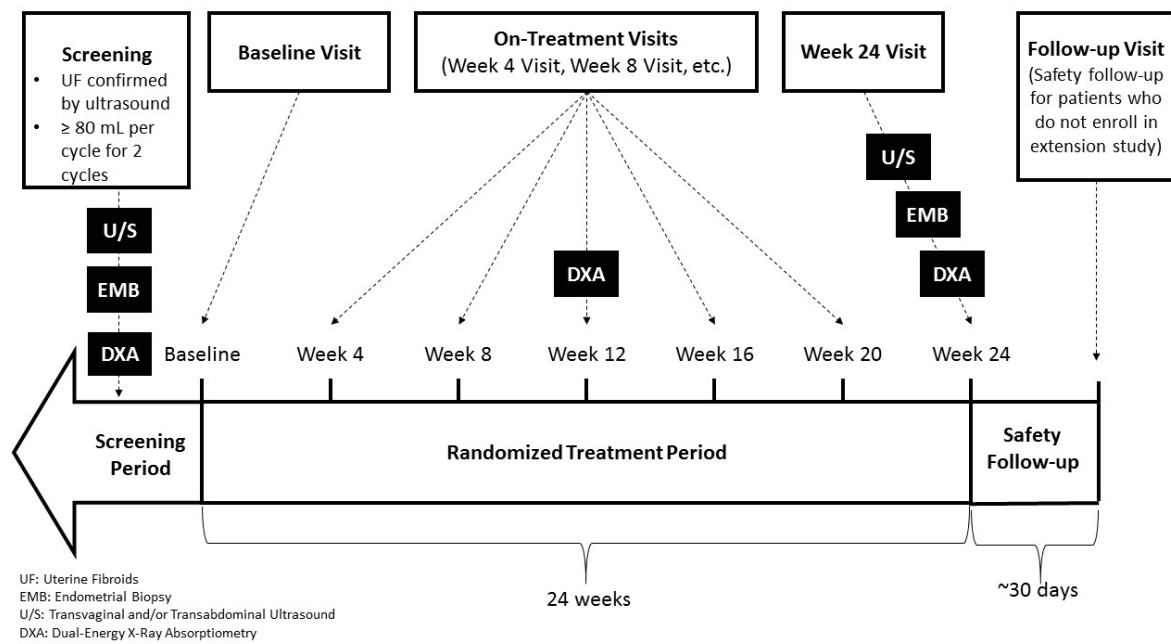 Screening
• UF confirmed
by ultrasound
• ≥ 80 mL per
cycle for 2
cycles
Baseline Visit
On-Treatment Visits
(Week 4 Visit, Week 8 Visit, etc.)
Week 24 Visit
Follow-up Visit
(Safety follow-up
for patients who
do not enroll in
extension study)
U/S
EMB
DXA
DXA
U/S
EMB
DXA
Baseline
Week 4
Week 8
Week 12
Week 16
Week 20
Week 24
Screening
Period
Randomized Treatment Period
Safety
Follow-up
24 weeks
~30 days
UF: Uterine Fibroids
EMB: Endometrial Biopsy
U/S: Transvaginal and/or Transabdominal Ultrasound
DXA: Dual-Energy X-Ray Absorptiometry